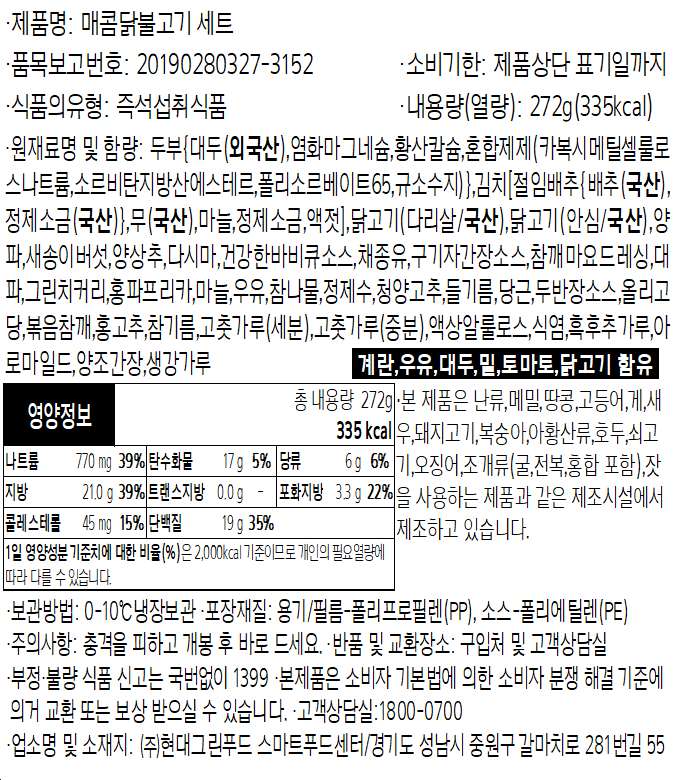 ·제품명: 매콤닭불고기 세트
·품목보고번호: 20190280327-3152 ·소비기한: 제품상단 표기일까지
·식품의유형: 즉석섭취식품 ·내용량(열량): 272g(335kcal)
·원재료명 및 함량: 두부{대두(외국산),염화마그네슘,황산칼슘,혼합제제(카복시메틸셀룰로
스나트륨,소르비탄지방산에스테르,폴리소르베이트65,규소수지)},김치[절임배추{배추(국산),
정제소금(국산)},무(국산),마늘,정제소금,액젓],닭고기(다리살/국산),닭고기(안심/국산),양
파,새송이버섯,양상추,다시마,건강한바비큐소스,채종유,구기자간장소스,참깨마요드레싱,대
파,그린치커리,홍파프리카,마늘,우유,참나물,정제수,청양고추,들기름,당근,두반장소스,올리고
당,볶음참깨,홍고추,참기름,고춧가루(세분),고춧가루(중분),액상알룰로스,식염,흑후추가루,아
로마일드,양조간장,생강가루 계란,우유,대두,밀,토마토,닭고기 함유
영양정보
총 내용량 272g
335 kcal
나트륨 770 mg 39% 탄수화물 17 g 5% 당류 6 g 6%
지방 21.0 g 39% 트랜스지방 0.0 g - 포화지방 3.3 g 22%
콜레스테롤 45 mg 15% 단백질 19 g 35%
1일 영양성분 기준치에 대한 비율(%)은 2,000kcal 기준이므로 개인의 필요열량에
따라 다를 수 있습니다.
·본 제품은 난류,메밀,땅콩,고등어,게,새
우,돼지고기,복숭아,아황산류,호두,쇠고
기,오징어,조개류(굴,전복,홍합 포함),잣
을 사용하는 제품과 같은 제조시설에서
제조하고 있습니다.
·보관방법: 0-10℃냉장보관 ·포장재질: 용기/필름-폴리프로필렌(PP), 소스-폴리에틸렌(PE)
·주의사항: 충격을 피하고 개봉 후 바로 드세요. ·반품 및 교환장소: 구입처 및 고객상담실
·부정·불량 식품 신고는 국번없이 1399 ·본제품은 소비자 기본법에 의한 소비자 분쟁 해결 기준에
의거 교환 또는 보상 받으실 수 있습니다. ·고객상담실:1800-0700
·업소명 및 소재지: (주)현대그린푸드 스마트푸드센터/경기도 성남시 중원구 갈마치로 281번길 55